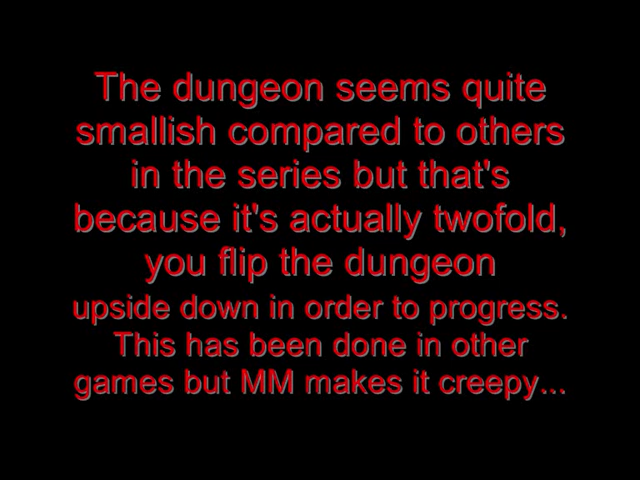 The dungeon seems quite
smallish compared to others
in the series but that's
because it's actually twofold,
you flip the dungeon
upside down in order to progress.
This has been done in other
games but MM makes it creepy...